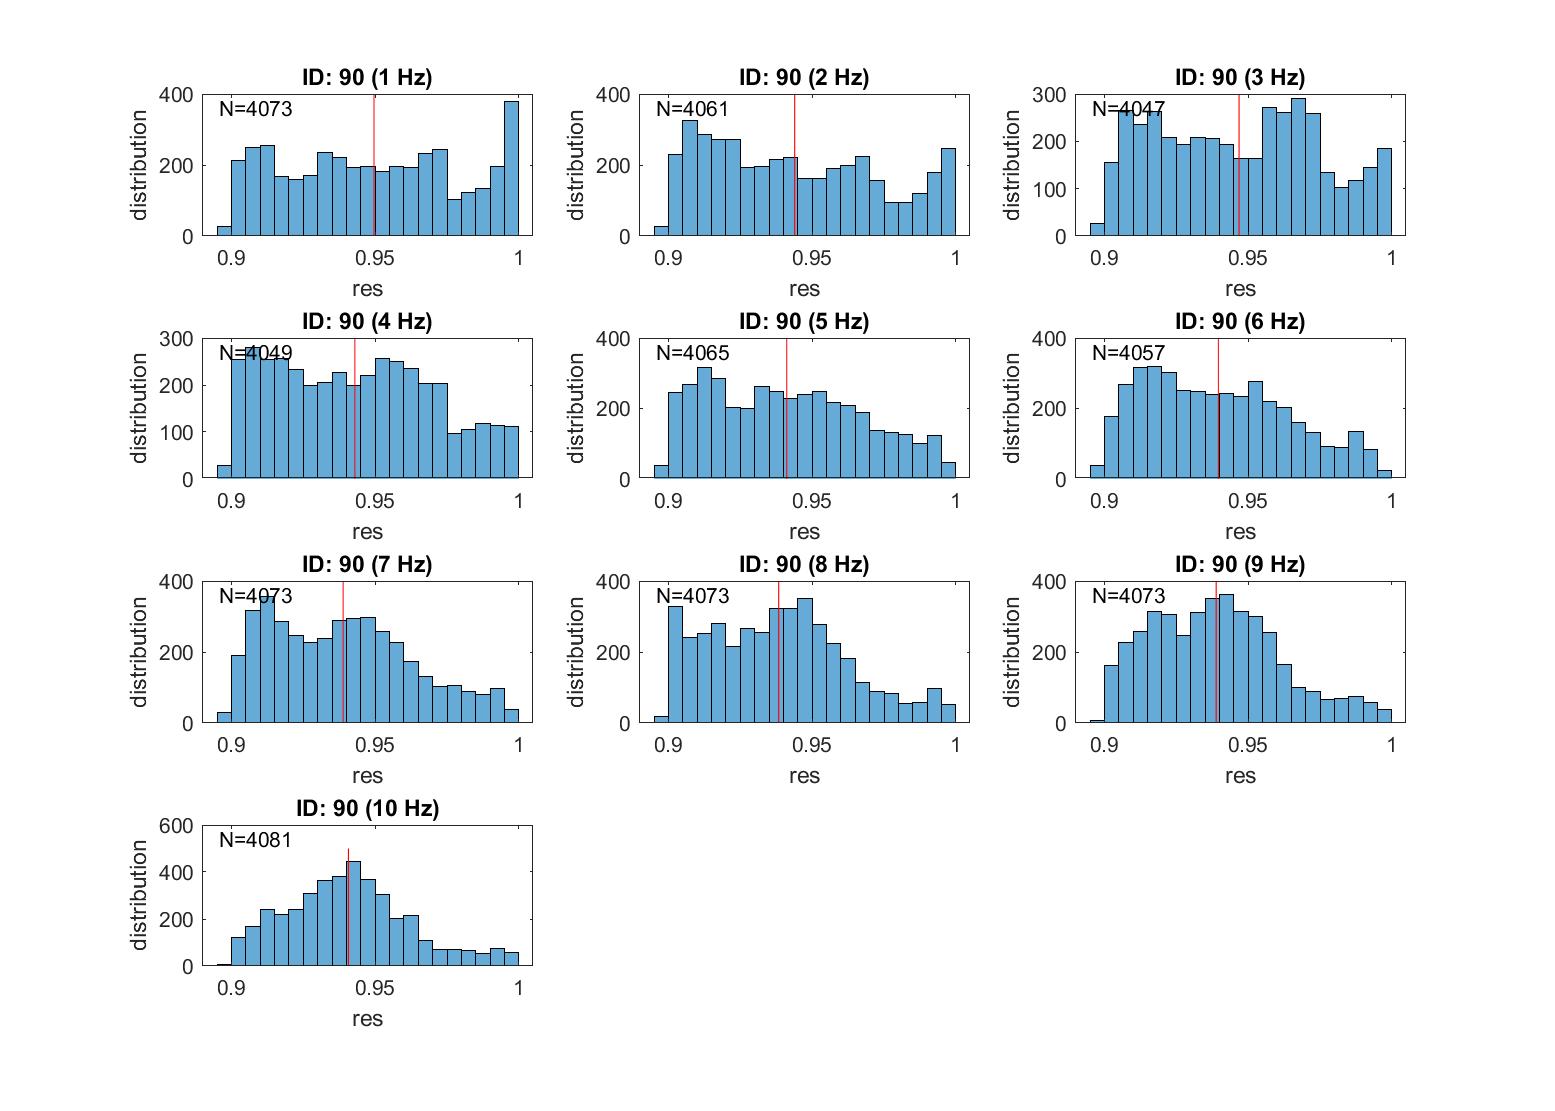 ID: 90 (1 Hz)
N=4073
400
200
0
distribution
0.9 0.95 1
res
ID: 90 (2 Hz)
N=4061
400
200
0
distribution
0.9 0.95 1
res
ID: 90 (3 Hz)
N=4047
300
200
100
0
distribution
0.9 0.95 1
res
ID: 90 (4 Hz)
N=4049
300
200
100
0
distribution
0.9 0.95 1
res
ID: 90 (5 Hz)
N=4065
400
200
0
distribution
0.9 0.95 1
res
ID: 90 (6 Hz)
N=4057
400
200
0
distribution
0.9 0.95 1
res
ID: 90 (7 Hz)
N=4073
400
200
0
distribution
0.9 0.95 1
res
ID: 90 (8 Hz)
N=4073
400
200
0
distribution
0.9 0.95 1
res
ID: 90 (9 Hz)
N=4073
400
200
0
distribution
0.9 0.95 1
res
ID: 90 (10 Hz)
N=4081
600
400
200
0
distribution
0.9 0.95 1
res